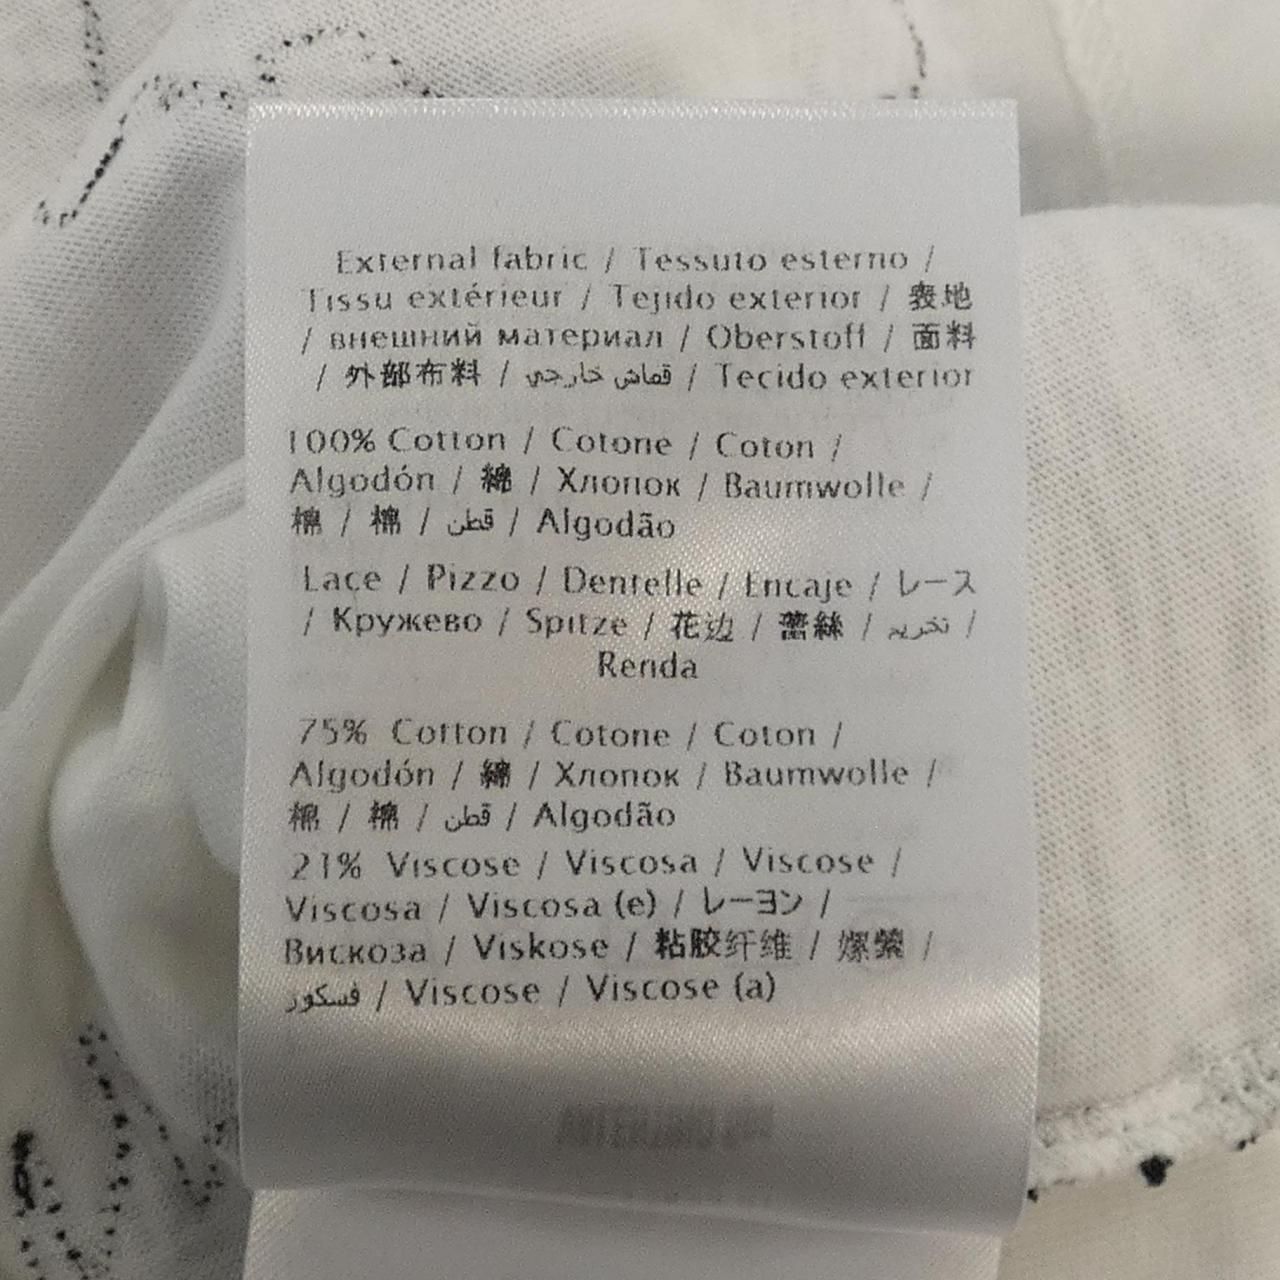 External fabric / Tessuto esterno /
Tissu extérieur / Tejido exterior / 表地
/ внешний материал / Oberstoff / 面料
/ 外部布料 / قماش خارجي / Tecido exterior
100% Cotton / Cotone / Coton /
Algodón / 綿 / Хлопок / Baumwolle /
棉 / 棉 / قطن / Algodão
Lace / Pizzo / Dentelle / Encaje / レース
/ Кружево / Spitze / 花边 / 蕾絲 / تخريم /
Renda
75% Cotton / Cotone / Coton /
Algodón / 綿 / Хлопок / Baumwolle /
棉 / 棉 / قطن / Algodão
21% Viscose / Viscosa / Viscose /
Viscosa / Viscosa (e) / レーヨン /
Вискоза / Viskose / 粘胶纤维 / 嫘縈 /
فسكوز / Viscose / Viscose (a)